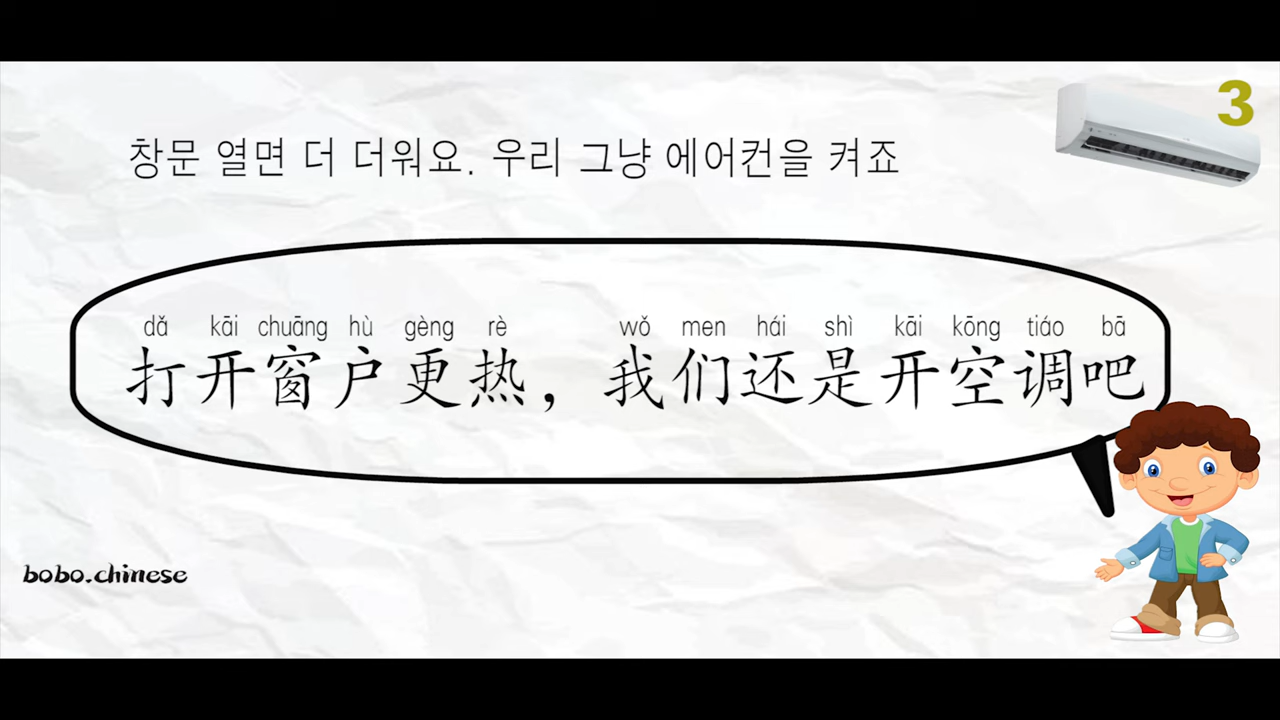 3
창문 열면 더 더워요. 우리 그냥 에어컨을 켜죠
dǎ kāi chuāng hù gèng rè wǒ men hái shì kāi kōng tiáo bā
打开窗户更热，我们还是开空调吧
bobo.chinese